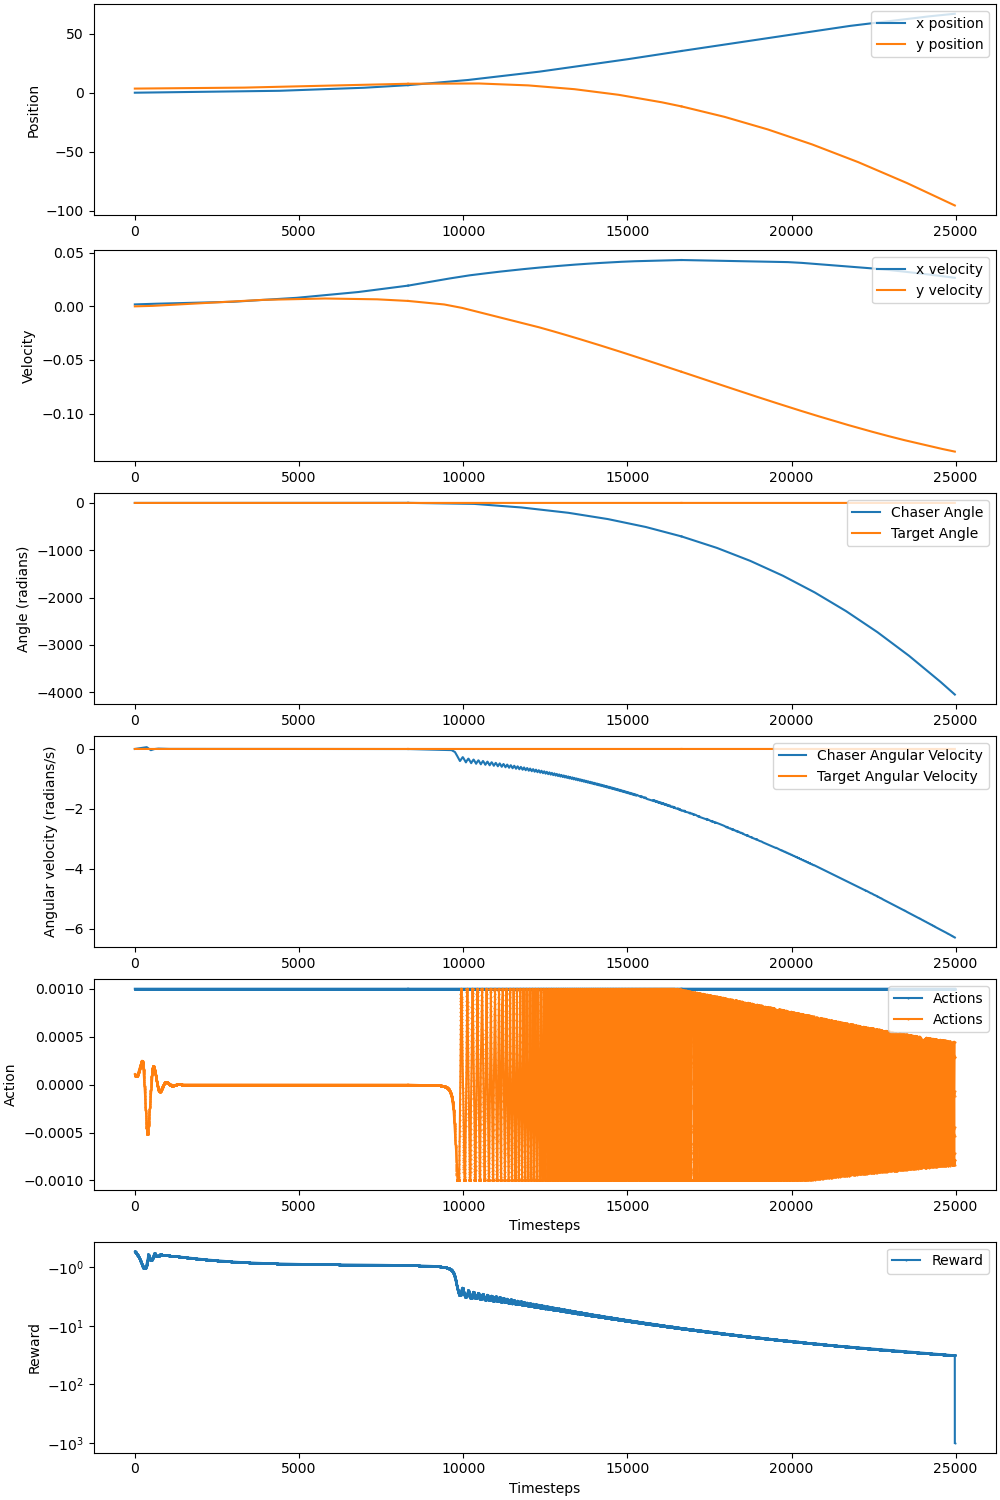 50
0
−50
−100
Position
x position
y position
0 5000 10000 15000 20000 25000
0.05
0.00
−0.05
−0.10
Velocity
x velocity
y velocity
0 5000 10000 15000 20000 25000
0
−1000
−2000
−3000
−4000
Angle (radians)
Chaser Angle
Target Angle
0 5000 10000 15000 20000 25000
0
−2
−4
−6
Angular velocity (radians/s)
Chaser Angular Velocity
Target Angular Velocity
0 5000 10000 15000 20000 25000
0.0010
0.0005
0.0000
−0.0005
−0.0010
Action
Actions
Actions
0 5000 10000 15000 20000 25000
Timesteps
−10⁰
−10¹
−10²
−10³
Reward
Reward
0 5000 10000 15000 20000 25000
Timesteps